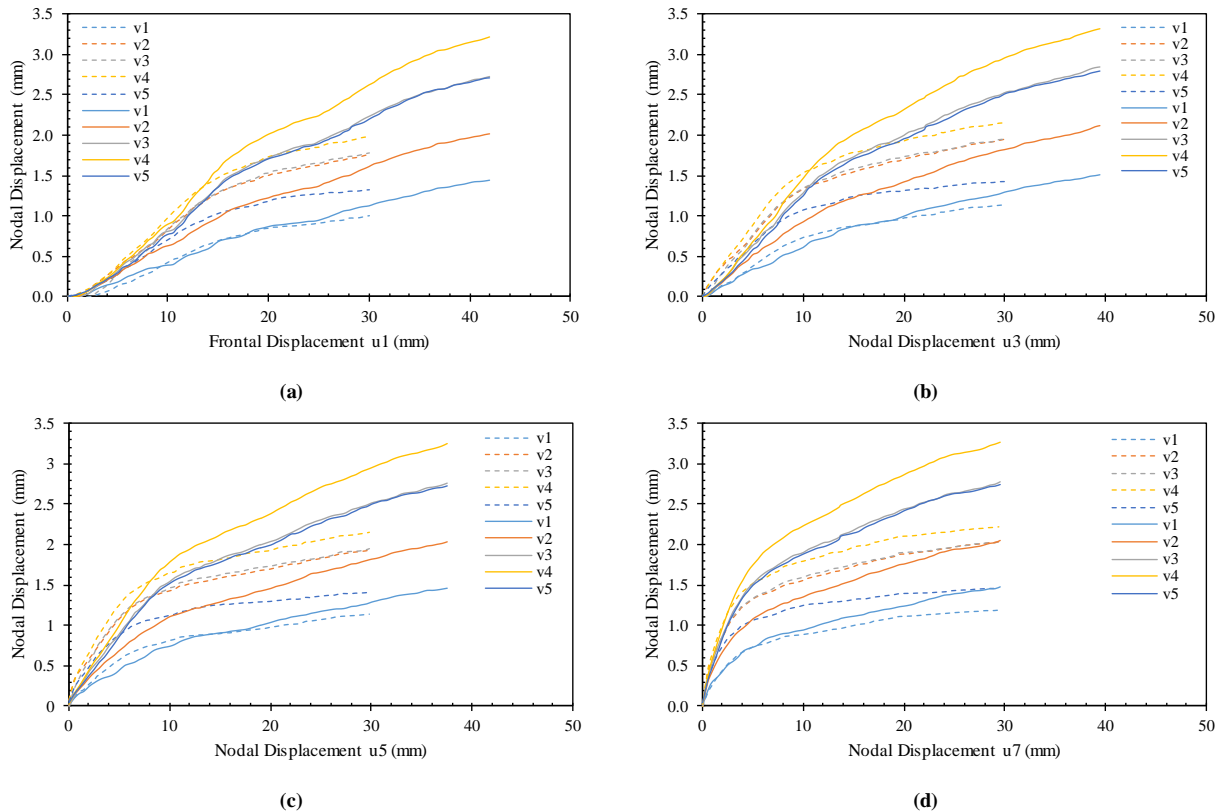 3.5
3.0
2.5
2.0
1.5
1.0
0.5
0.0
Nodal Displacement (mm)
v1
v2
v3
v4
v5
v1
v2
v3
v4
v5
0 10 20 30 40 50
Frontal Displacement u1 (mm)
(a)
3.5
3.0
2.5
2.0
1.5
1.0
0.5
0.0
Nodal Displacement (mm)
v1
v2
v3
v4
v5
v1
v2
v3
v4
v5
0 10 20 30 40 50
Nodal Displacement u3 (mm)
(b)
3.5
3
2.5
2
1.5
1
0.5
0
Nodal Displacement (mm)
v1
v2
v3
v4
v5
v1
v2
v3
v4
v5
0 10 20 30 40 50
Nodal Displacement u5 (mm)
(c)
3.5
3.0
2.5
2.0
1.5
1.0
0.5
0.0
Nodal Displacement (mm)
v1
v2
v3
v4
v5
v1
v2
v3
v4
v5
0 10 20 30 40 50
Nodal Displacement u7 (mm)
(d)